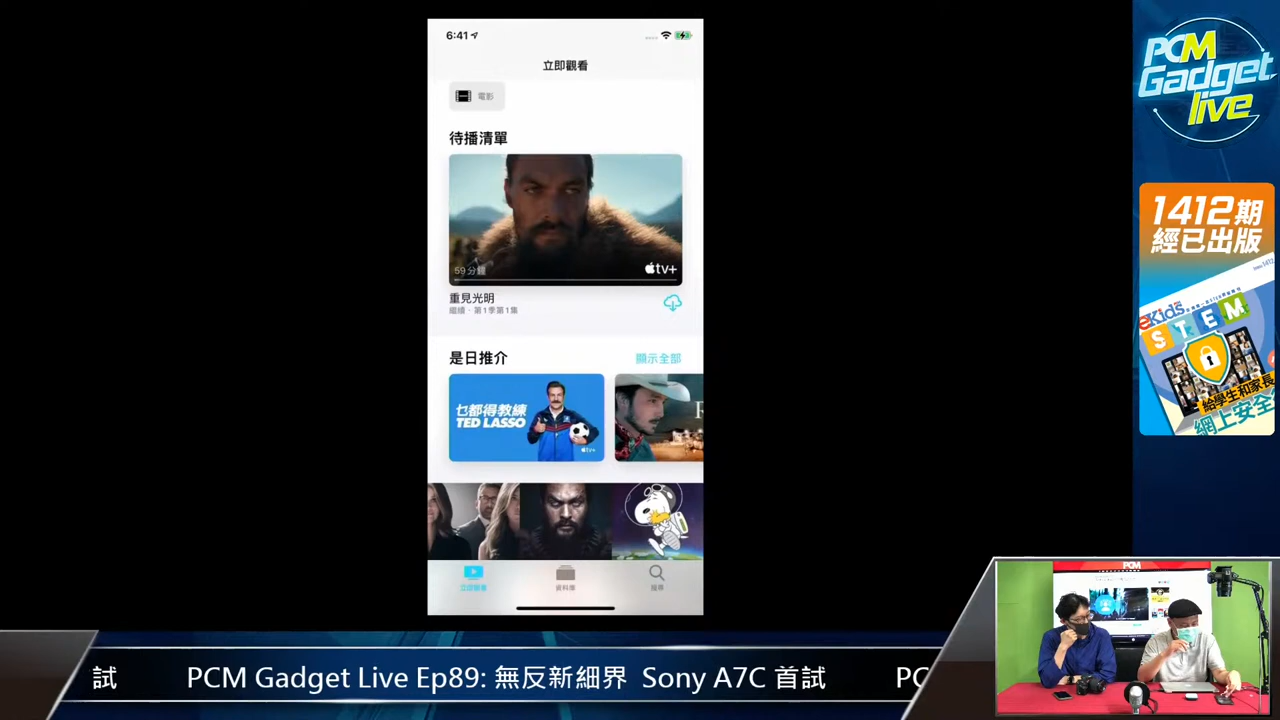 6:41
立即觀看
電影
待播清單
59分鐘
tv+
重見光明
繼續 · 第1季第1集
是日推介
顯示全部
乜都得教練
TED LASSO
tv+
R
立即觀看
資料庫
搜尋
PCM
Gadget
live
1412期
經已出版
eKids
STEM
給學生和家長
網上安全
PCM
試
PCM Gadget Live Ep89: 無反新細界 Sony A7C 首試
PC